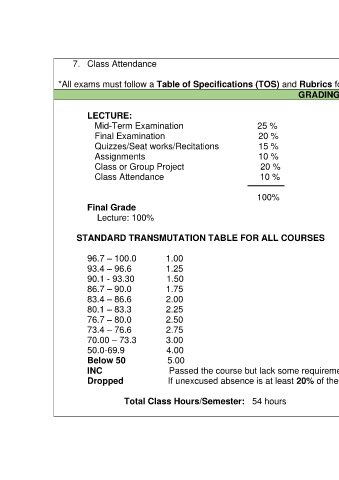 7. Class Attendance
*All exams must follow a Table of Specifications (TOS) and Rubrics
GRADING
LECTURE:
Mid-Term Examination 25 %
Final Examination 20 %
Quizzes/Seat works/Recitations 15 %
Assignments 10 %
Class or Group Project 20 %
Class Attendance 10 %
100%
Final Grade
Lecture: 100%
STANDARD TRANSMUTATION TABLE FOR ALL COURSES
96.7 – 100.0 1.00
93.4 – 96.6 1.25
90.1 - 93.30 1.50
86.7 – 90.0 1.75
83.4 – 86.6 2.00
80.1 – 83.3 2.25
76.7 – 80.0 2.50
73.4 – 76.6 2.75
70.00 – 73.3 3.00
50.0-69.9 4.00
Below 50 5.00
INC Passed the course but lack some requireme
Dropped If unexcused absence is at least 20% of the
Total Class Hours/Semester: 54 hours